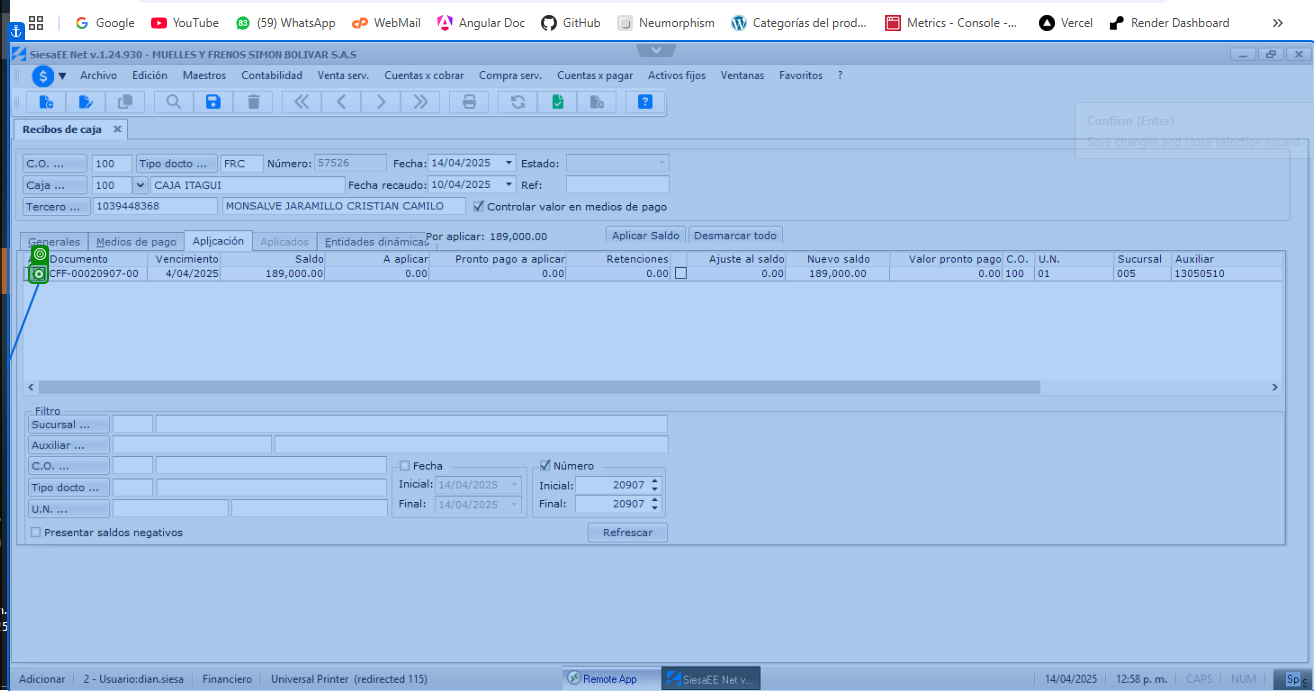 Google YouTube (59) WhatsApp WebMail Angular Doc GitHub Neumorphism Categorías del prod... Metrics - Console -... Vercel Render Dashboard »
SiesaEE Net v.1.24.930 - MUELLES Y FRENOS SIMON BOLIVAR S.A.S
Archivo Edición Maestros Contabilidad Venta serv. Cuentas x cobrar Compra serv. Cuentas x pagar Activos fijos Ventanas Favoritos ?
Recibos de caja
Confirm (Enter)
Save changes and close selection wizard.
C.O. ... 100 Tipo docto ... FRC Número: 57526 Fecha: 14/04/2025 Estado:
Caja ... 100 CAJA ITAGUI Fecha recaudo: 10/04/2025 Ref:
Tercero ... 1039448368 MONSALVE JARAMILLO CRISTIAN CAMILO Controlar valor en medios de pago
Generales Medios de pago Aplicación Aplicados Entidades dinámicas Por aplicar: 189,000.00 Aplicar Saldo Desmarcar todo
Documento Vencimiento Saldo A aplicar Pronto pago a aplicar Retenciones Ajuste al saldo Nuevo saldo Valor pronto pago C.O. U.N. Sucursal Auxiliar
CFF-00020907-00 4/04/2025 189,000.00 0.00 0.00 0.00 0.00 189,000.00 0.00 100 01 005 13050510
Filtro
Sucursal ...
Auxiliar ...
C.O. ... Fecha Número
Tipo docto ... Inicial: 14/04/2025 Inicial: 20907
U.N. ... Final: 14/04/2025 Final: 20907
Presentar saldos negativos Refrescar
Adicionar 2 - Usuario:dian.siesa Financiero Universal Printer (redirected 115) Remote App SiesaEE Net v... 14/04/2025 12:58 p. m. CAPS NUM